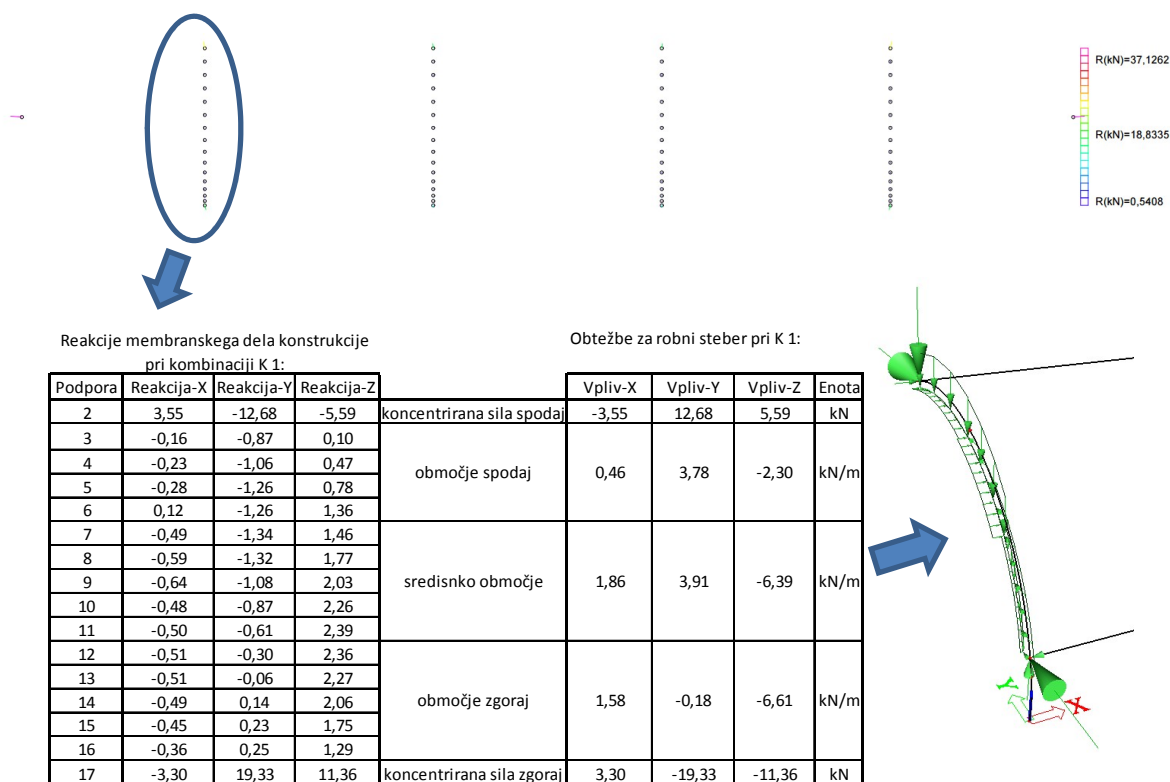 R(kN)=37,1262
R(kN)=18,8335
R(kN)=0,5408
Reakcije membranskega dela konstrukcije
pri kombinaciji K 1:
Obtežbe za robni steber pri K 1:
Podpora Reakcija-X Reakcija-Y Reakcija-Z Vpliv-X Vpliv-Y Vpliv-Z Enota
2 3,55 -12,68 -5,59 koncentrirana sila spodaj -3,55 12,68 5,59 kN
3 -0,16 -0,87 0,10
4 -0,23 -1,06 0,47
območje spodaj 0,46 3,78 -2,30 kN/m
5 -0,28 -1,26 0,78
6 0,12 -1,26 1,36
7 -0,49 -1,34 1,46
8 -0,59 -1,32 1,77
9 -0,64 -1,08 2,03 sredisnko območje 1,86 3,91 -6,39 kN/m
10 -0,48 -0,87 2,26
11 -0,50 -0,61 2,39
12 -0,51 -0,30 2,36
13 -0,51 -0,06 2,27
14 -0,49 0,14 2,06 območje zgoraj 1,58 -0,18 -6,61 kN/m
15 -0,45 0,23 1,75
16 -0,36 0,25 1,29
17 -3,30 19,33 11,36 koncentrirana sila zgoraj 3,30 -19,33 -11,36 kN
Y
X